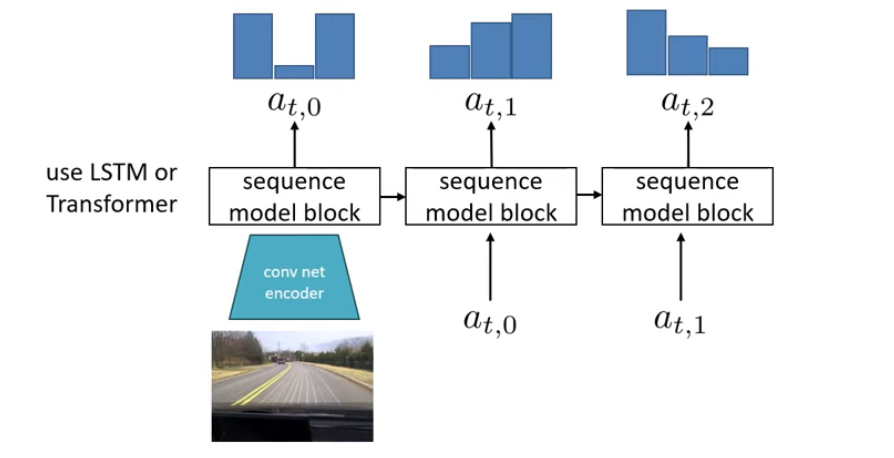 a_{t,0}
a_{t,1}
a_{t,2}
use LSTM or
Transformer
sequence
model block
sequence
model block
sequence
model block
conv net
encoder
a_{t,0}
a_{t,1}